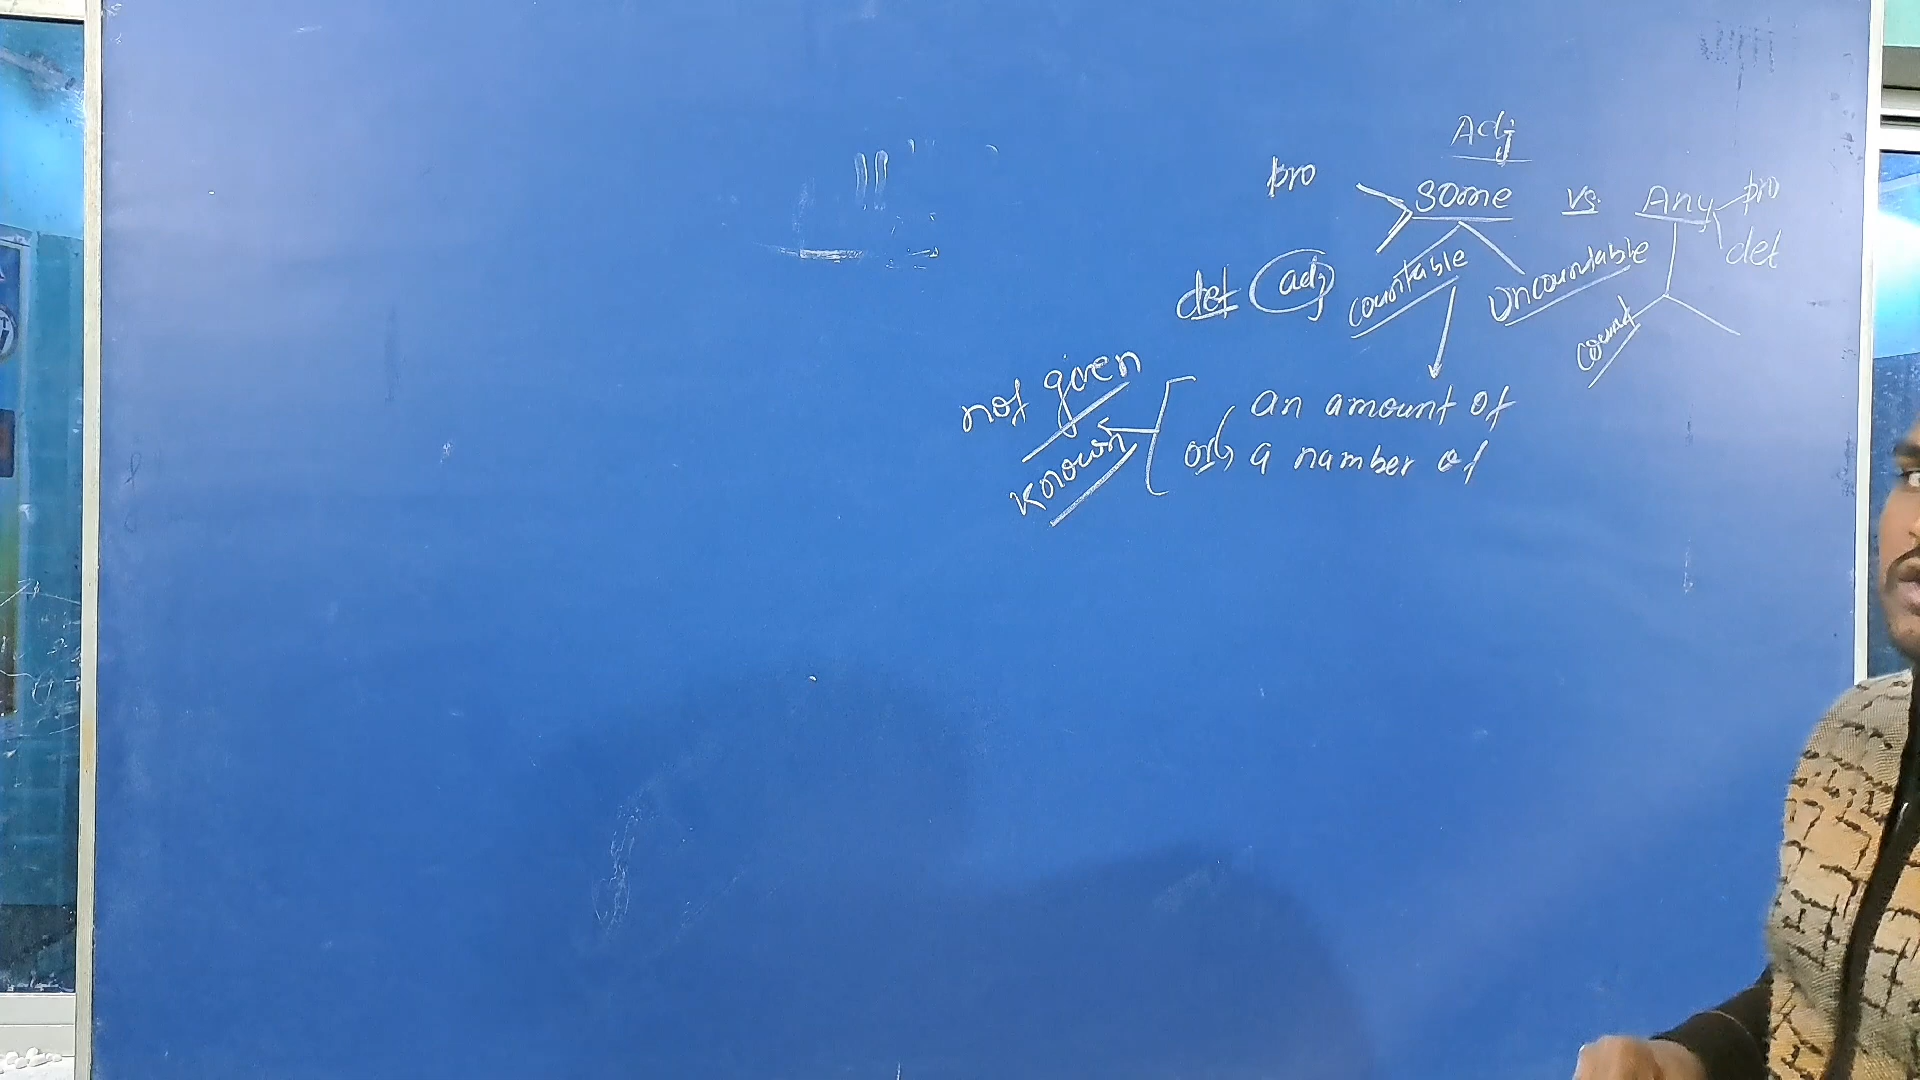 Adj
pro some vs. Any pro
det
det adj countable Uncountable
count
not given
known
an amount of
or a number of